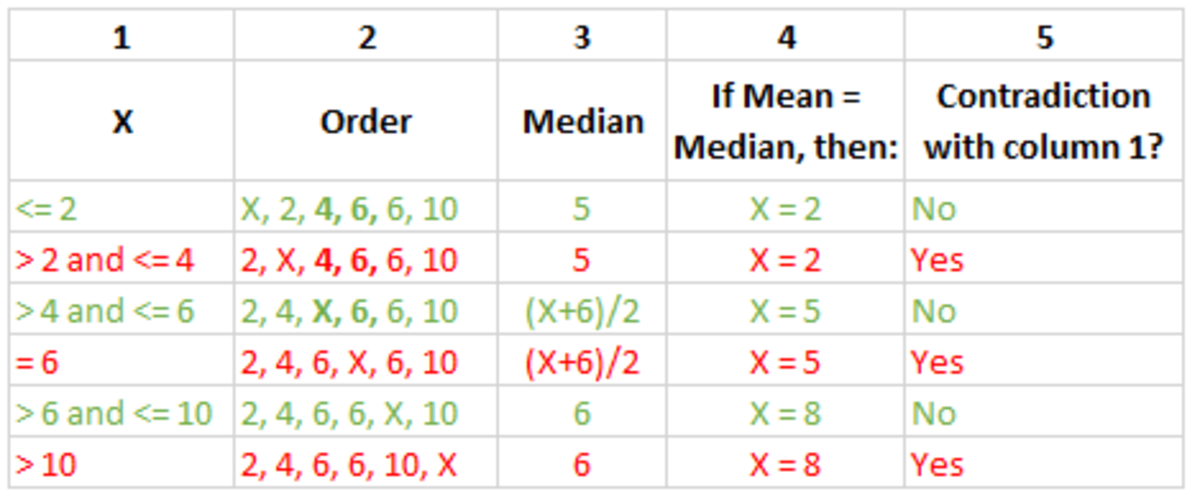 1 2 3 4 5
X Order Median If Mean = Median, then: Contradiction with column 1?
<= 2 X, 2, 4, 6, 6, 10 5 X = 2 No
> 2 and <= 4 2, X, 4, 6, 6, 10 5 X = 2 Yes
> 4 and <= 6 2, 4, X, 6, 6, 10 (X+6)/2 X = 5 No
= 6 2, 4, 6, X, 6, 10 (X+6)/2 X = 5 Yes
> 6 and <= 10 2, 4, 6, 6, X, 10 6 X = 8 No
> 10 2, 4, 6, 6, 10, X 6 X = 8 Yes